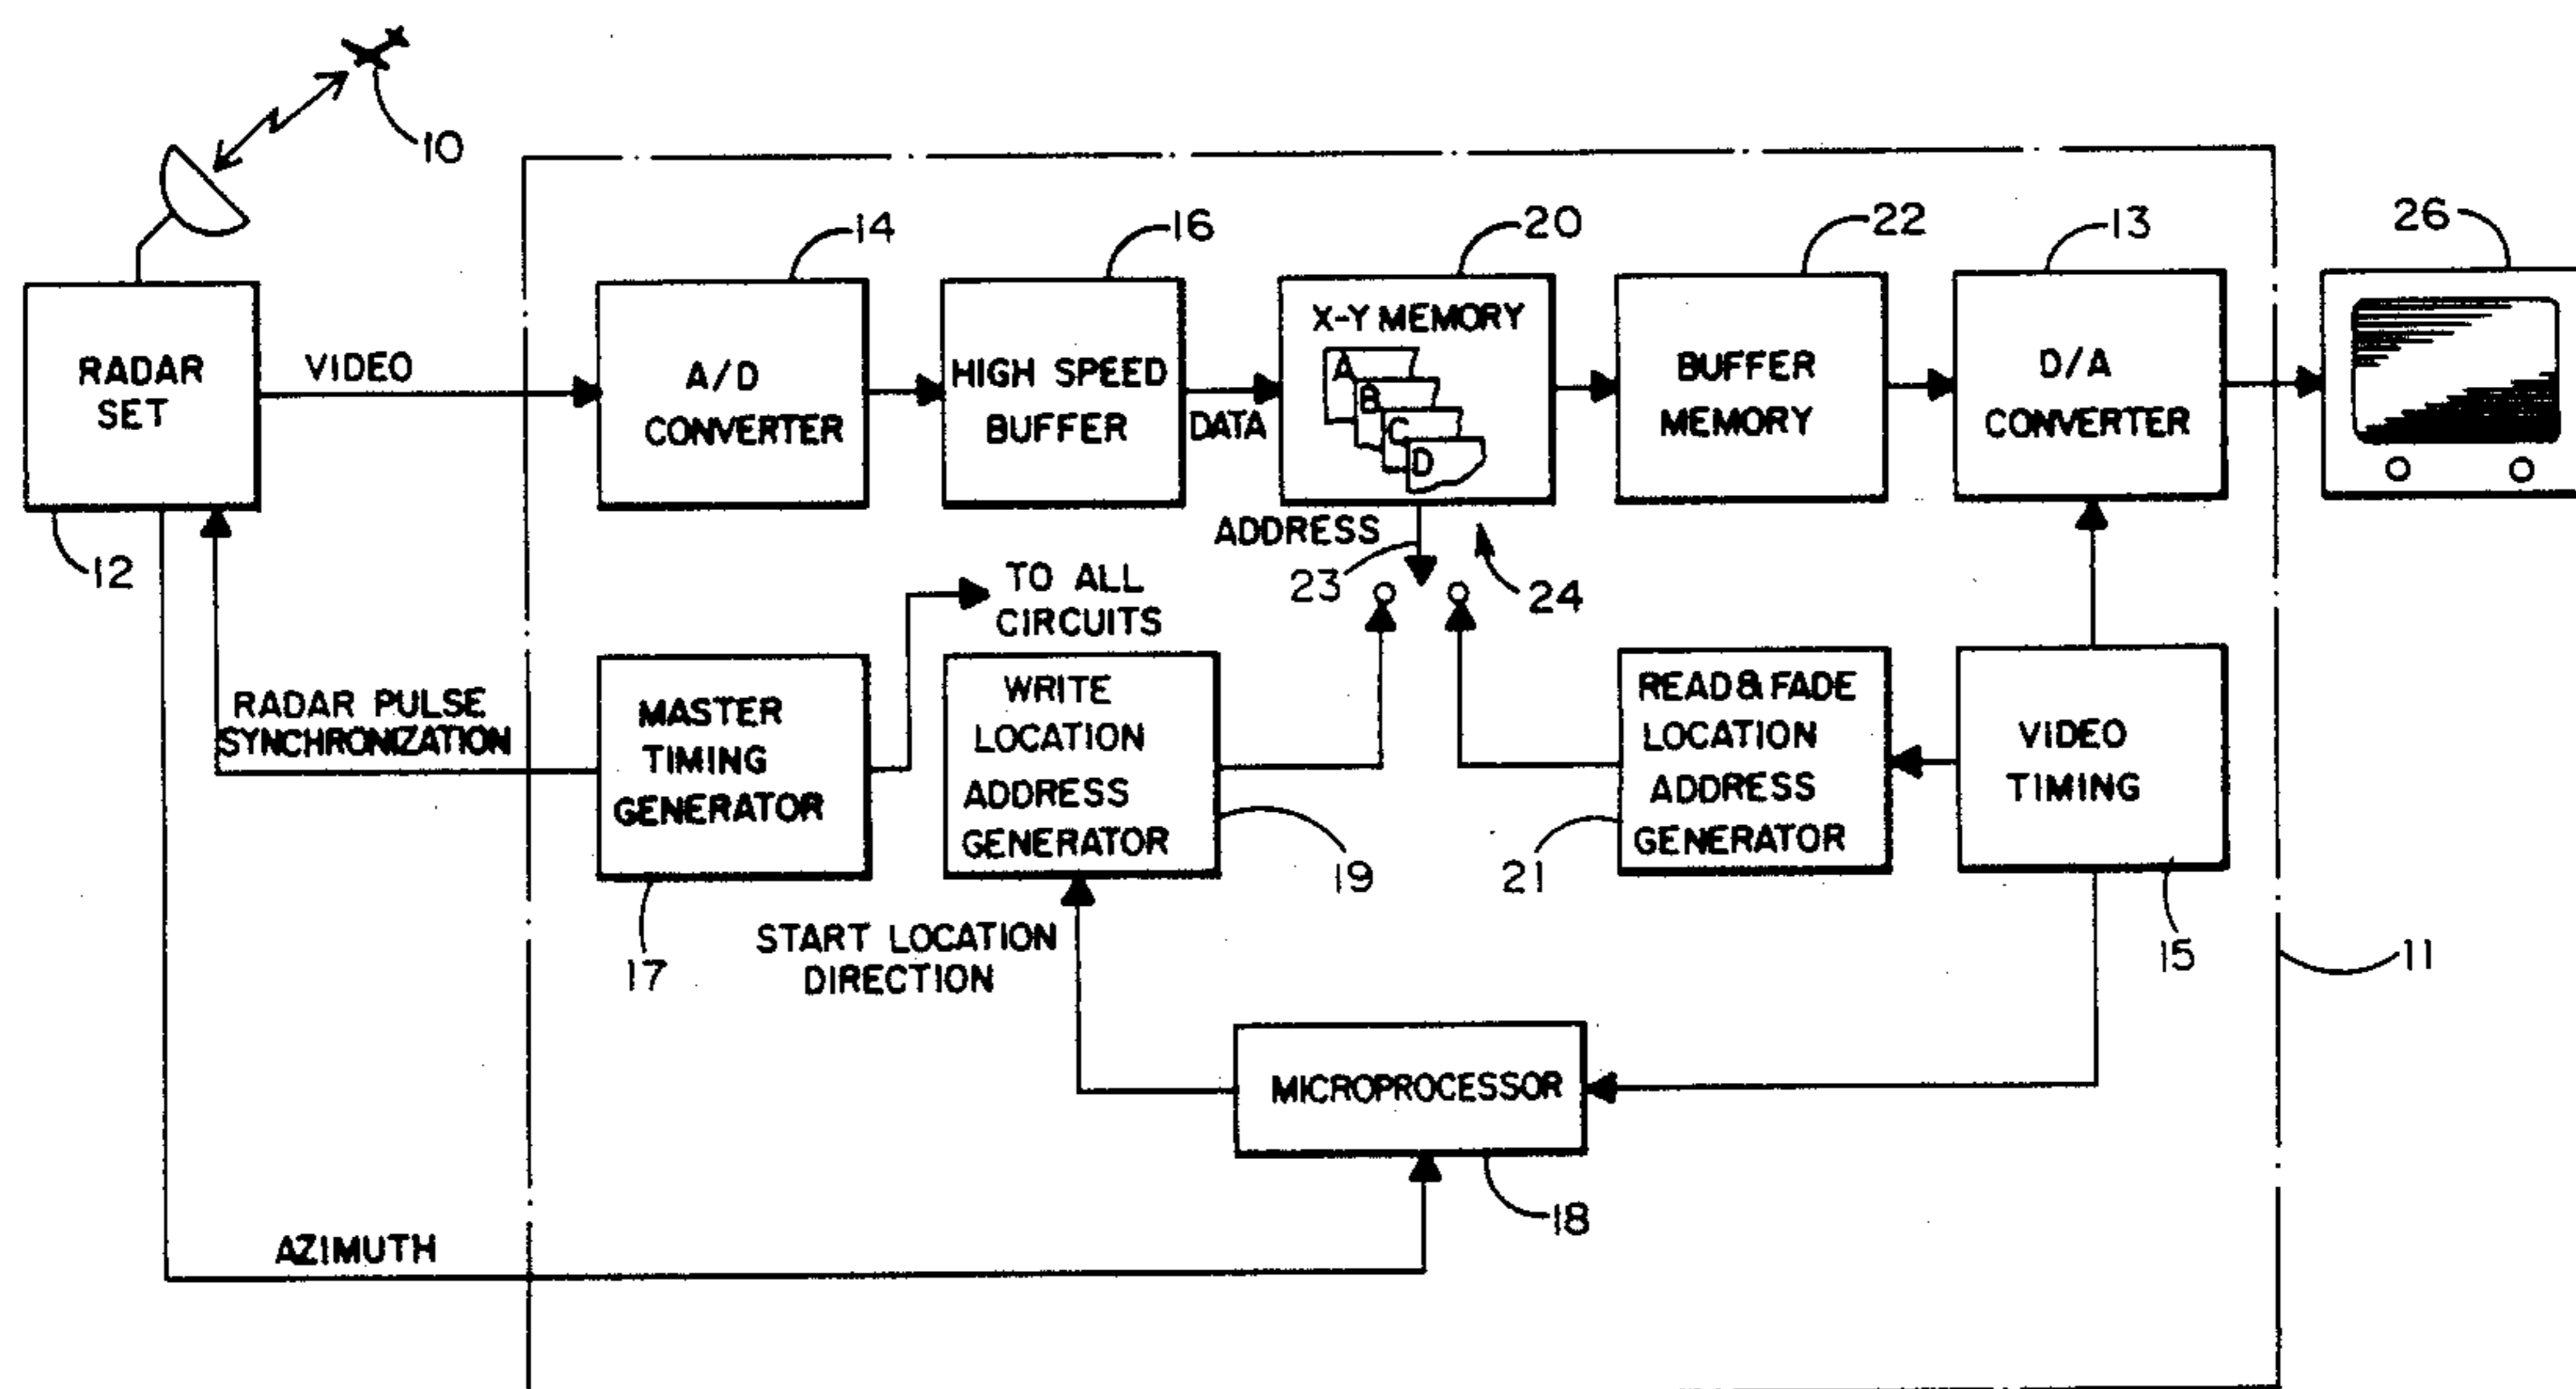 10
14
16
20
22
13
26
RADAR
SET
VIDEO
A/D
CONVERTER
HIGH SPEED
BUFFER
DATA
X-Y MEMORY
A
B
C
D
BUFFER
MEMORY
D/A
CONVERTER
12
ADDRESS
23
24
TO ALL
CIRCUITS
RADAR PULSE
SYNCHRONIZATION
MASTER
TIMING
GENERATOR
WRITE
LOCATION
ADDRESS
GENERATOR
READ & FADE
LOCATION
ADDRESS
GENERATOR
VIDEO
TIMING
17
19
21
15
11
START LOCATION
DIRECTION
MICROPROCESSOR
18
AZIMUTH